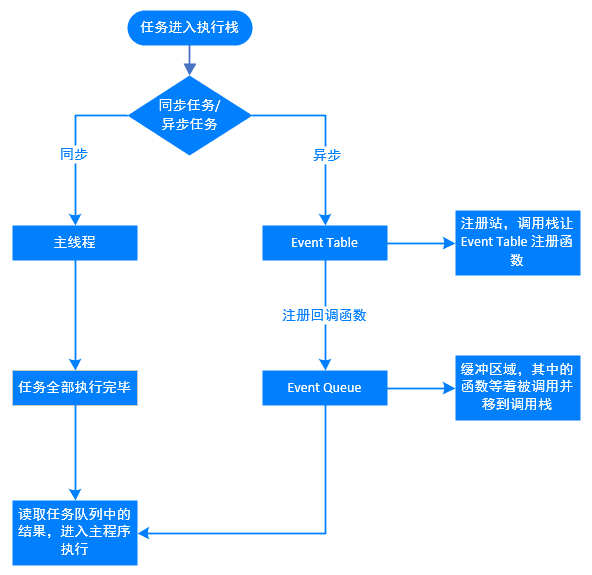 任务进入执行栈
同步任务/
异步任务
同步
异步
主线程
Event Table
注册站，调用栈让
Event Table 注册函
数
注册回调函数
任务全部执行完毕
Event Queue
缓冲区域，其中的
函数等着被调用并
移到调用栈
读取任务队列中的
结果，进入主程序
执行